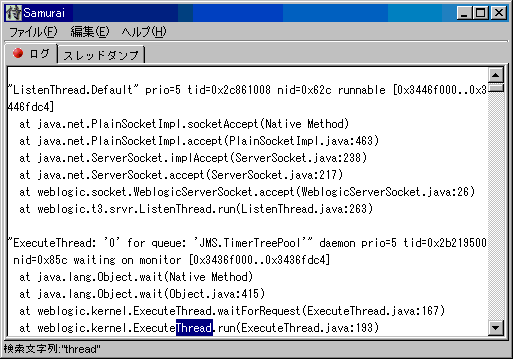 侍 Samurai
ファイル(F) 編集(E) ヘルプ(H)
ログ スレッドダンプ
"ListenThread.Default" prio=5 tid=0x2c861008 nid=0x62c runnable [0x3446f000..0x3
446fdc4]
at java.net.PlainSocketImpl.socketAccept(Native Method)
at java.net.PlainSocketImpl.accept(PlainSocketImpl.java:463)
at java.net.ServerSocket.implAccept(ServerSocket.java:238)
at java.net.ServerSocket.accept(ServerSocket.java:217)
at weblogic.socket.WeblogicServerSocket.accept(WeblogicServerSocket.java:26)
at weblogic.t3.srvr.ListenThread.run(ListenThread.java:263)
"ExecuteThread: '0' for queue: 'JMS.TimerTreePool'" daemon prio=5 tid=0x2b219500
nid=0x85c waiting on monitor [0x3436f000..0x3436fdc4]
at java.lang.Object.wait(Native Method)
at java.lang.Object.wait(Object.java:415)
at weblogic.kernel.ExecuteThread.waitForRequest(ExecuteThread.java:167)
at weblogic.kernel.ExecuteThread.run(ExecuteThread.java:193)
検索文字列:"thread"